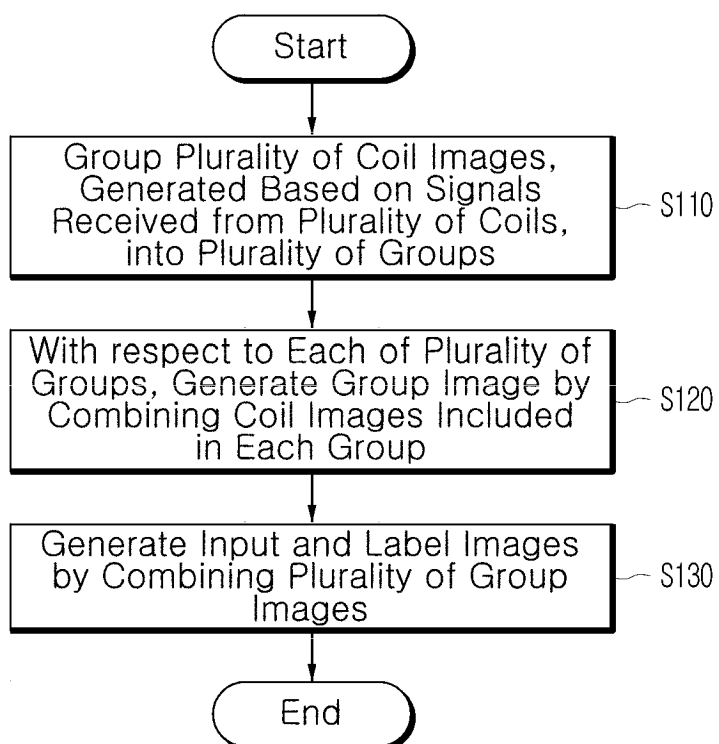 Start
Group Plurality of Coil Images,
Generated Based on Signals
Received from Plurality of Coils,
into Plurality of Groups
S110
With respect to Each of Plurality of
Groups, Generate Group Image by
Combining Coil Images Included
in Each Group
S120
Generate Input and Label Images
by Combining Plurality of Group
Images
S130
End